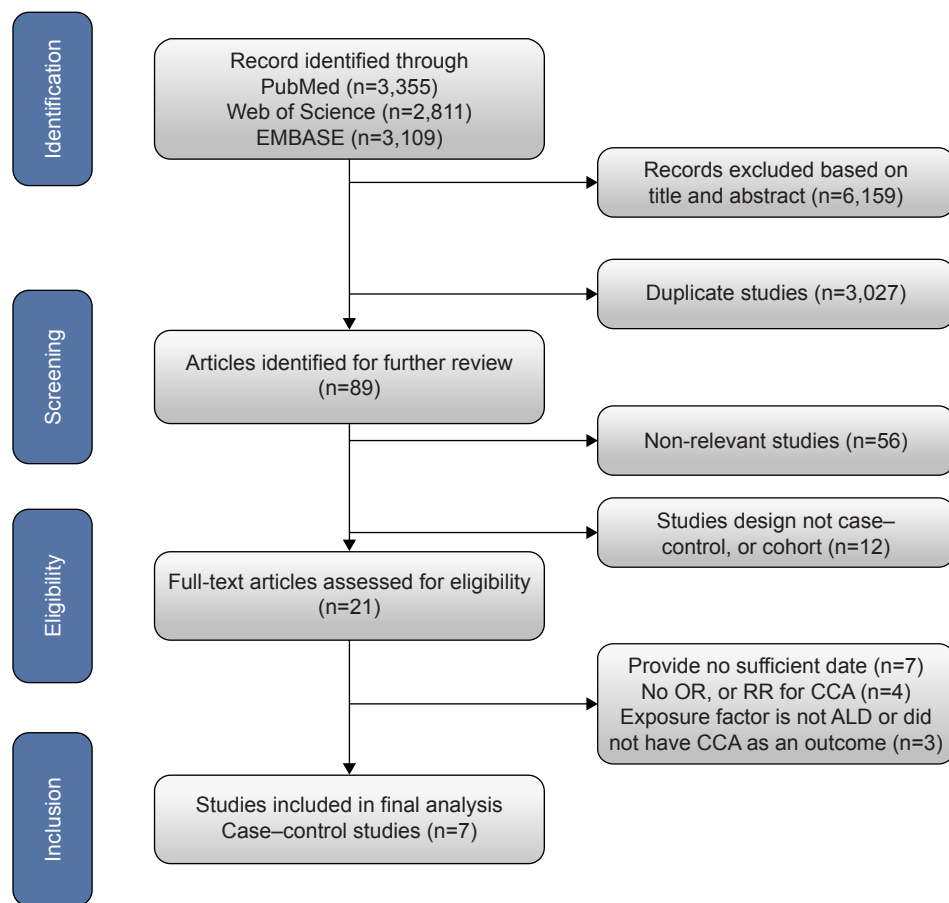 Identification
Record identified through
PubMed (n=3,355)
Web of Science (n=2,811)
EMBASE (n=3,109)
Records excluded based on
title and abstract (n=6,159)
Duplicate studies (n=3,027)
Screening
Articles identified for further review
(n=89)
Non-relevant studies (n=56)
Studies design not case–
control, or cohort (n=12)
Eligibility
Full-text articles assessed for eligibility
(n=21)
Provide no sufficient date (n=7)
No OR, or RR for CCA (n=4)
Exposure factor is not ALD or did
not have CCA as an outcome (n=3)
Inclusion
Studies included in final analysis
Case–control studies (n=7)